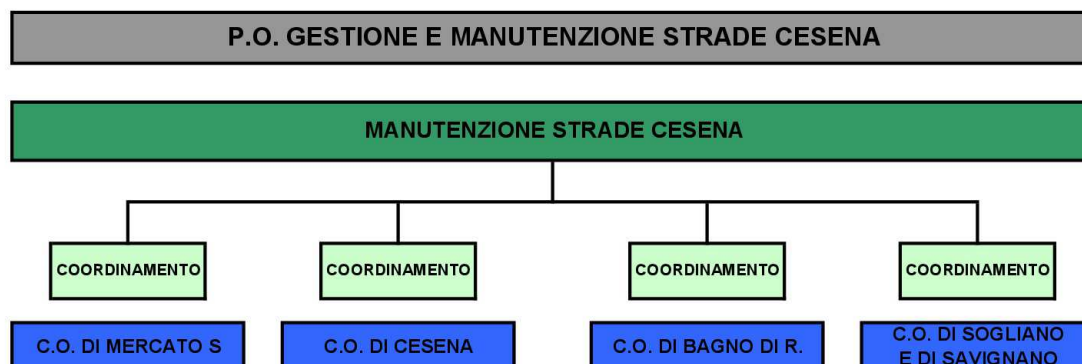 P.O. GESTIONE E MANUTENZIONE STRADE CESENA
MANUTENZIONE STRADE CESENA
COORDINAMENTO
COORDINAMENTO
COORDINAMENTO
COORDINAMENTO
C.O. DI MERCATO S
C.O. DI CESENA
C.O. DI BAGNO DI R.
C.O. DI SOGLIANO
E DI SAVIGNANO